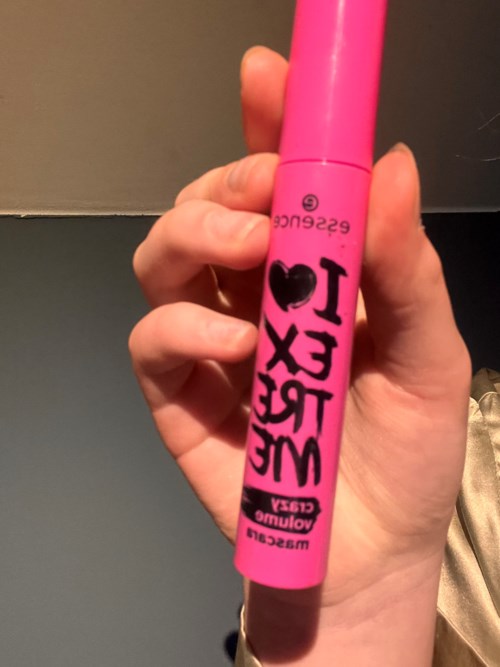 e
essence
I ♥
EX
TRE
ME
crazy
volume
mascara